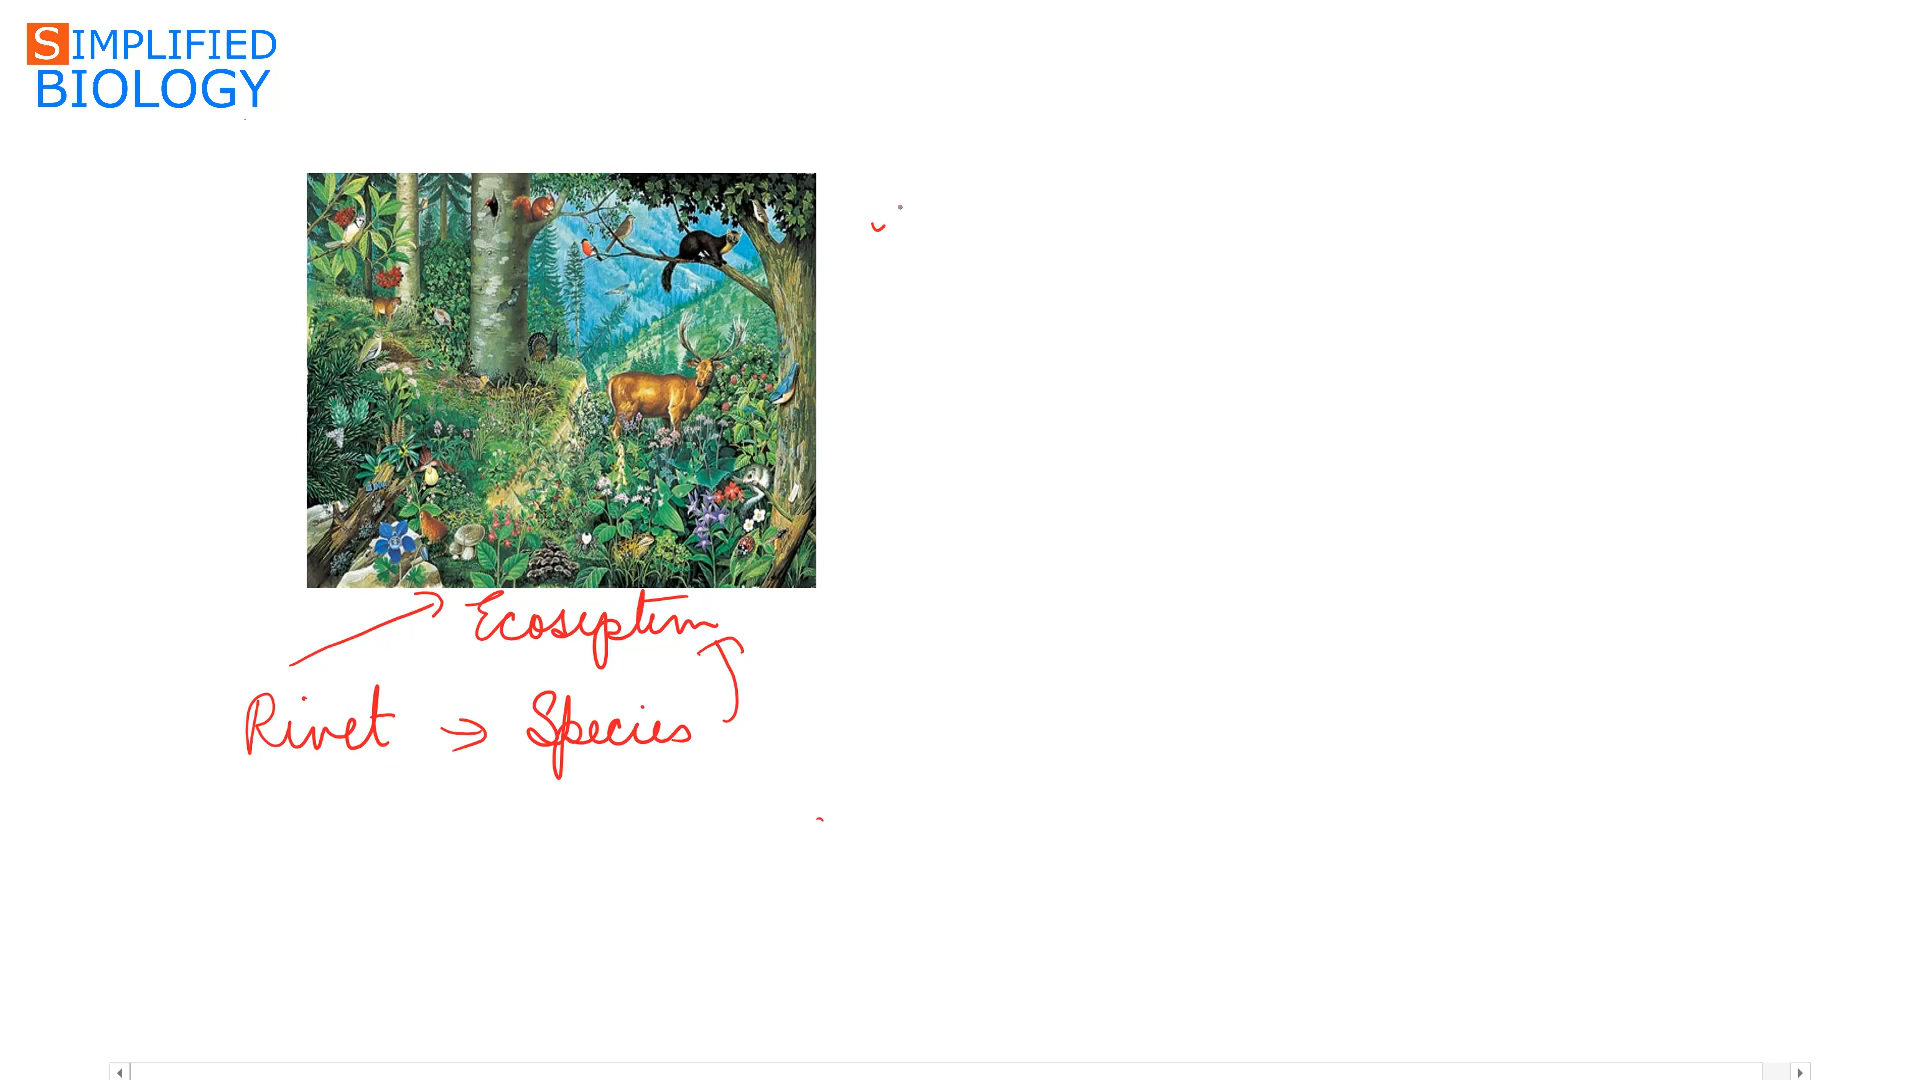 SIMPLIFIED
BIOLOGY
Ecosystem
Rivet → Species